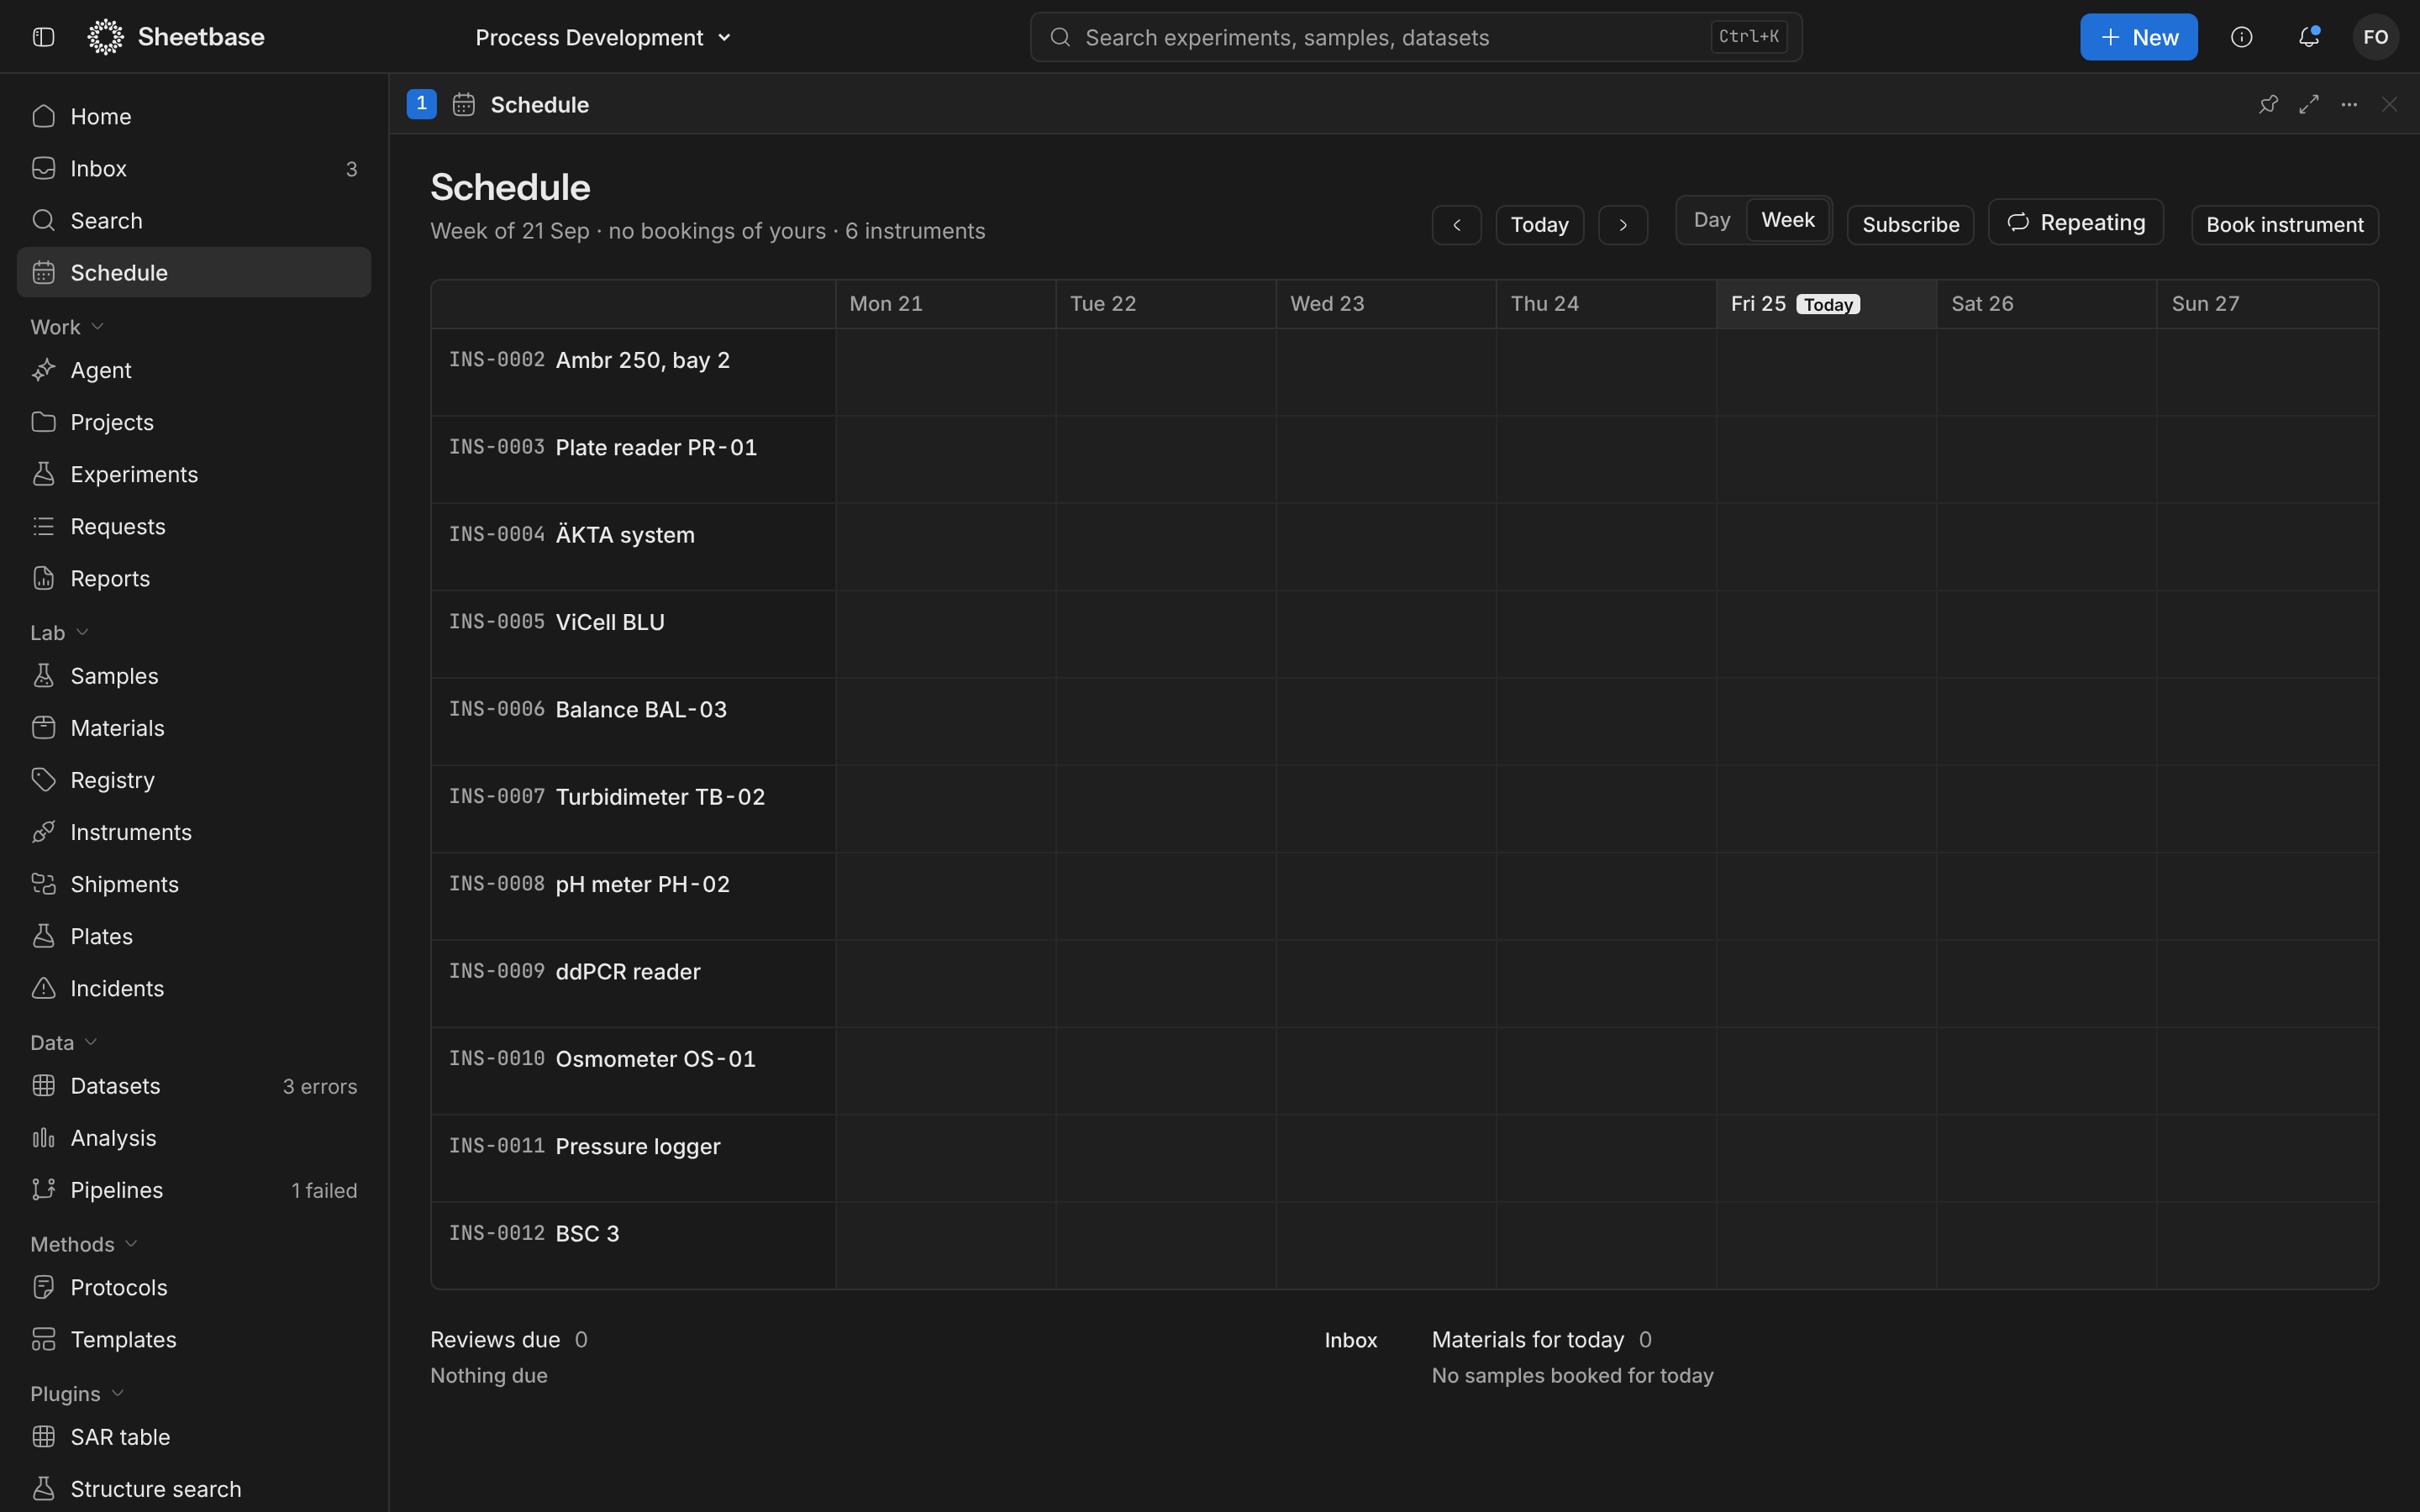 Sheetbase
Process Development
Search experiments, samples, datasets
Ctrl+K
New
FO
Home
Inbox 3
Search
Schedule
Work
Agent
Projects
Experiments
Requests
Reports
Lab
Samples
Materials
Registry
Instruments
Shipments
Plates
Incidents
Data
Datasets 3 errors
Analysis
Pipelines 1 failed
Methods
Protocols
Templates
Plugins
SAR table
Structure search
1 Schedule
Schedule
Week of 21 Sep · no bookings of yours · 6 instruments
Today
Day Week
Subscribe
Repeating
Book instrument
Mon 21 Tue 22 Wed 23 Thu 24 Fri 25 Today Sat 26 Sun 27
INS-0002 Ambr 250, bay 2
INS-0003 Plate reader PR-01
INS-0004 ÄKTA system
INS-0005 ViCell BLU
INS-0006 Balance BAL-03
INS-0007 Turbidimeter TB-02
INS-0008 pH meter PH-02
INS-0009 ddPCR reader
INS-0010 Osmometer OS-01
INS-0011 Pressure logger
INS-0012 BSC 3
Reviews due 0
Inbox
Nothing due
Materials for today 0
No samples booked for today